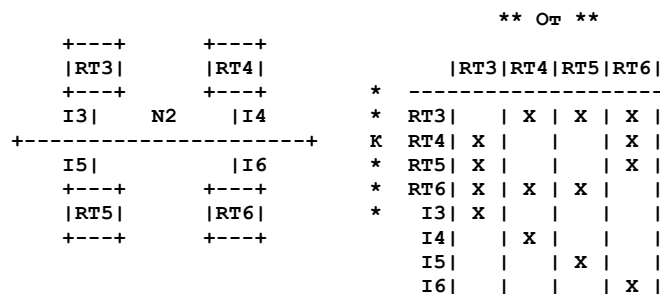 ** От **
+---+ +---+
|RT3| |RT4| |RT3|RT4|RT5|RT6|
+---+ +---+ * --------------------
I3| N2 |I4 * RT3| | X | X | X |
+----------------------+ К RT4| X | | | X |
I5| |I6 * RT5| X | | | X |
+---+ +---+ * RT6| X | X | X | |
|RT5| |RT6| * I3| X | | | |
+---+ +---+ I4| | X | | |
I5| | | X | |
I6| | | | X |